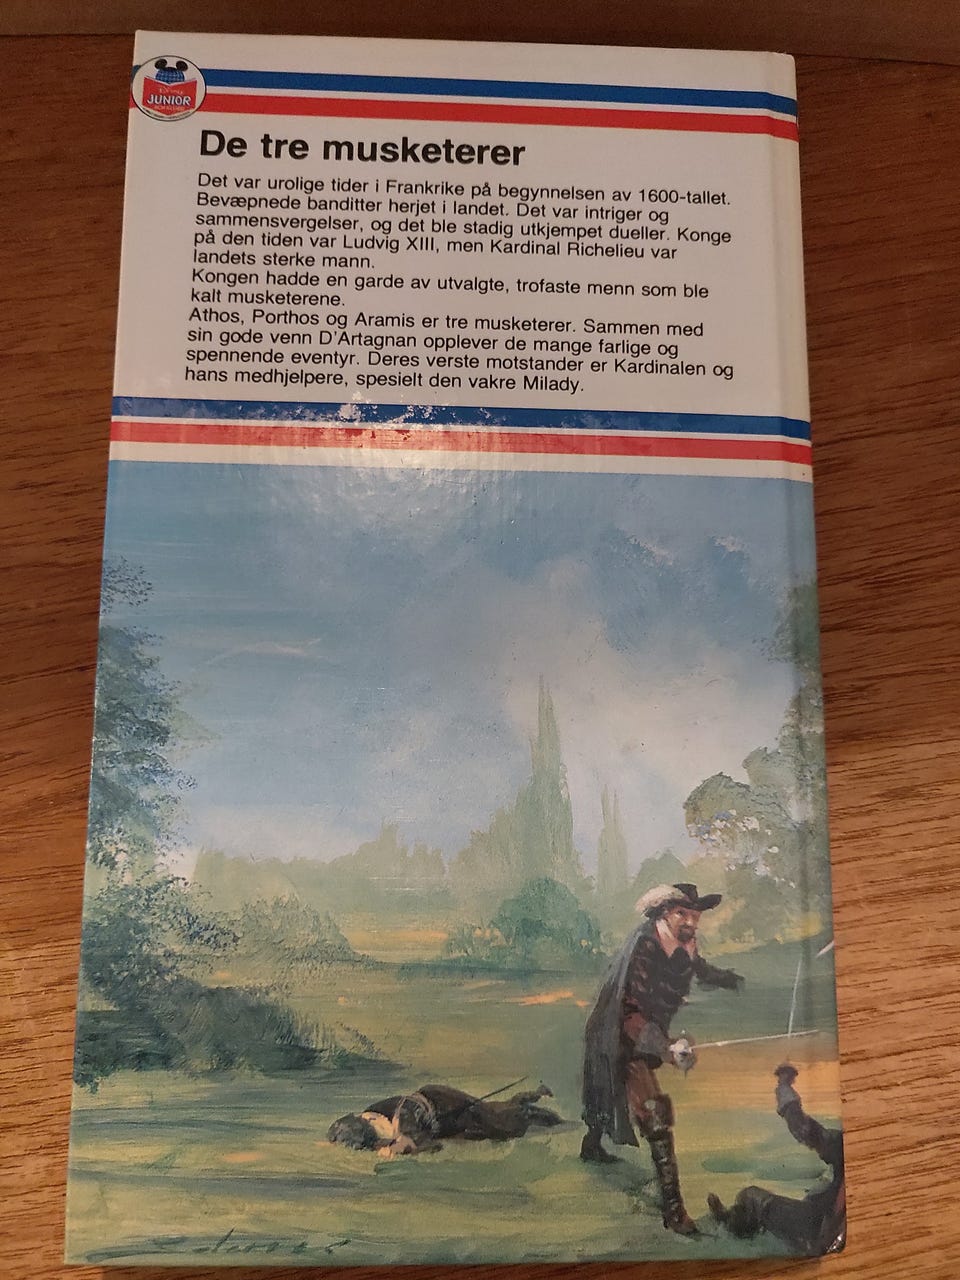 JUNIOR
De tre musketerer
Det var urolige tider i Frankrike på begynnelsen av 1600-tallet.
Bevæpnede banditter herjet i landet. Det var intriger og
sammensvergelser, og det ble stadig utkjempet dueller. Konge
på den tiden var Ludvig XIII, men Kardinal Richelieu var
landets sterke mann.
Kongen hadde en garde av utvalgte, trofaste menn som ble
kalt musketerene.
Athos, Porthos og Aramis er tre musketerer. Sammen med
sin gode venn D'Artagnan opplever de mange farlige og
spennende eventyr. Deres verste motstander er Kardinalen og
hans medhjelpere, spesielt den vakre Milady.